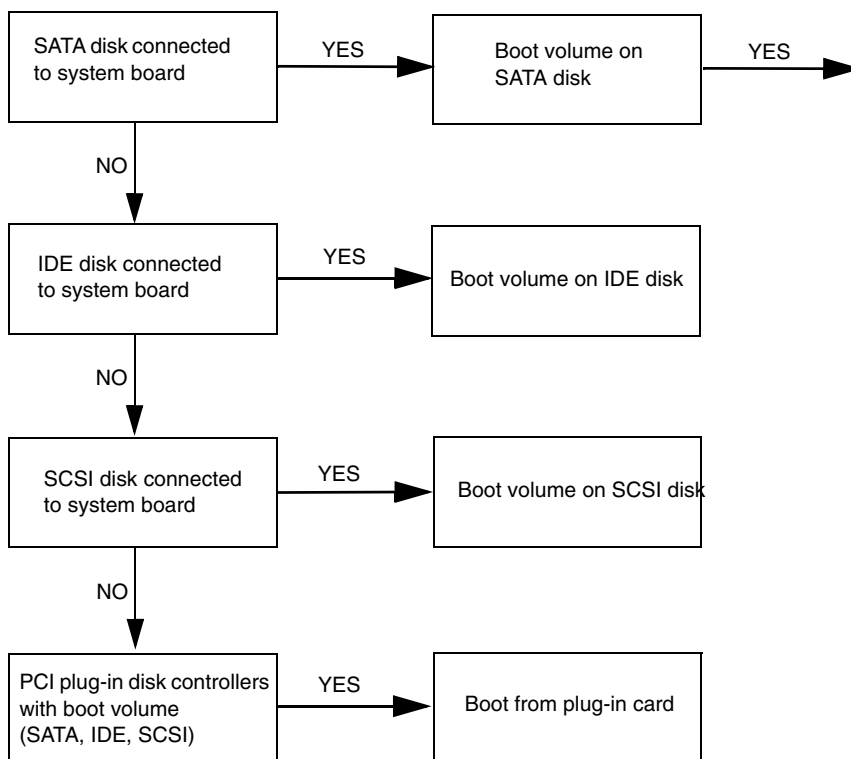 SATA disk connected
to system board
YES
Boot volume on
SATA disk
YES
NO
IDE disk connected
to system board
YES
Boot volume on IDE disk
NO
SCSI disk connected
to system board
YES
Boot volume on SCSI disk
NO
PCI plug-in disk controllers
with boot volume
(SATA, IDE, SCSI)
YES
Boot from plug-in card